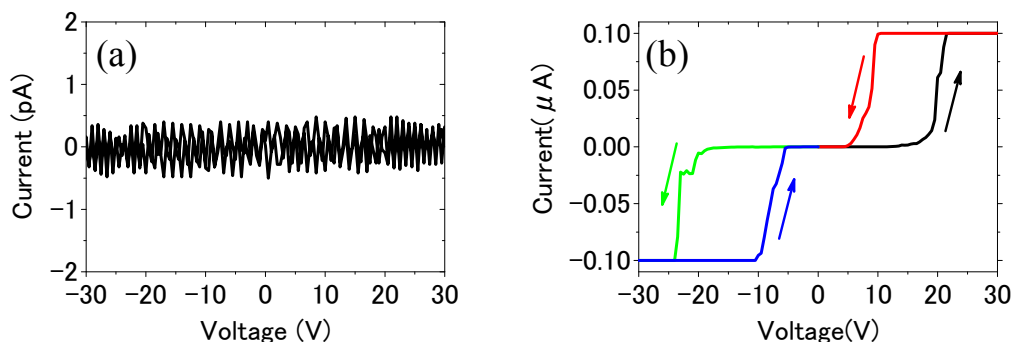 (a)
Current (pA)
2
1
0
−1
−2
−30 −20 −10 0 10 20 30
Voltage (V)
(b)
Current( μ A)
0.10
0.05
0.00
−0.05
−0.10
−30 −20 −10 0 10 20 30
Voltage(V)